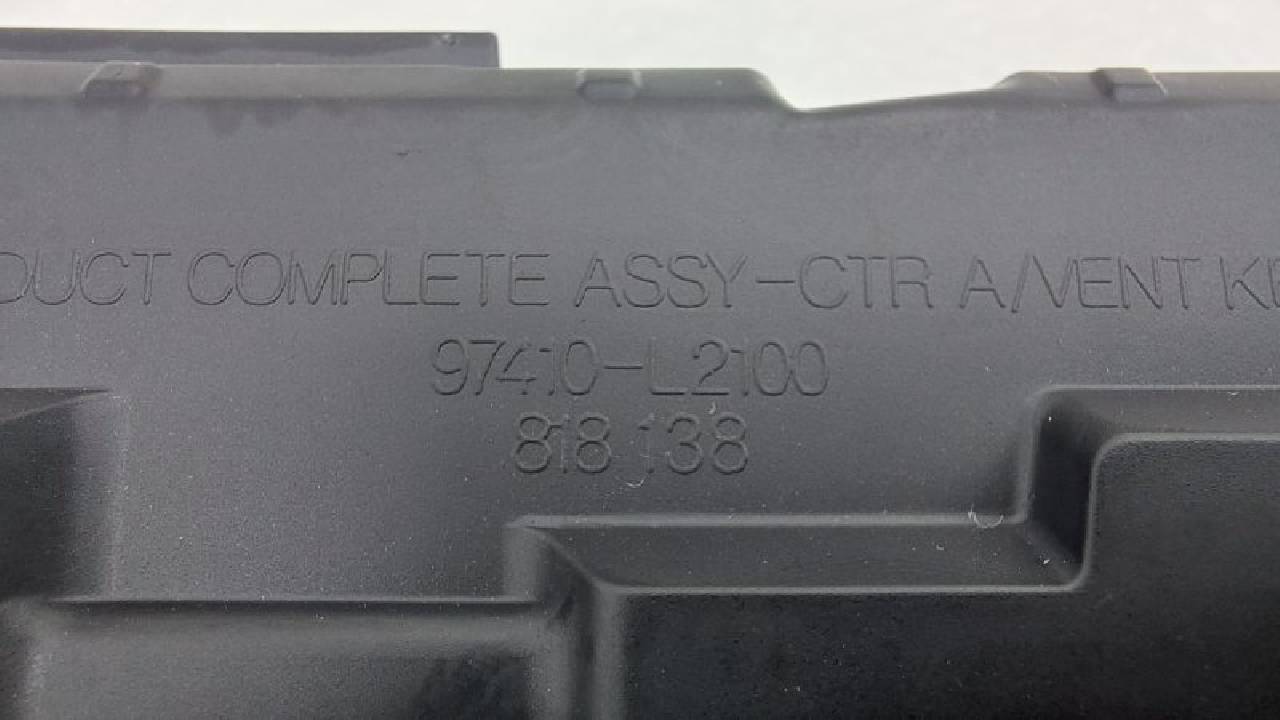 DUCT COMPLETE ASSY-CTR A/VENT
97410-L2100
818 138